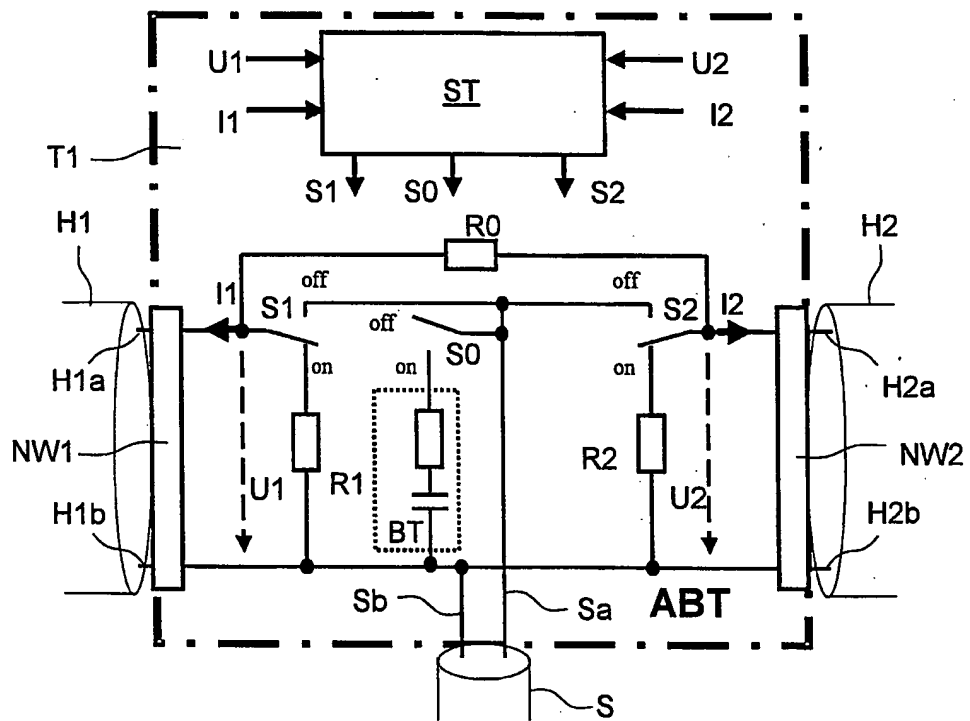 U1 U2
ST
I1 I2
T1
S1 S0 S2
H1 R0 H2
off off
I1 S1 S2 I2
off
S0
on on
H1a H2a
NW1 R1 R2 NW2
U1 U2
H1b BT H2b
Sb Sa ABT
S